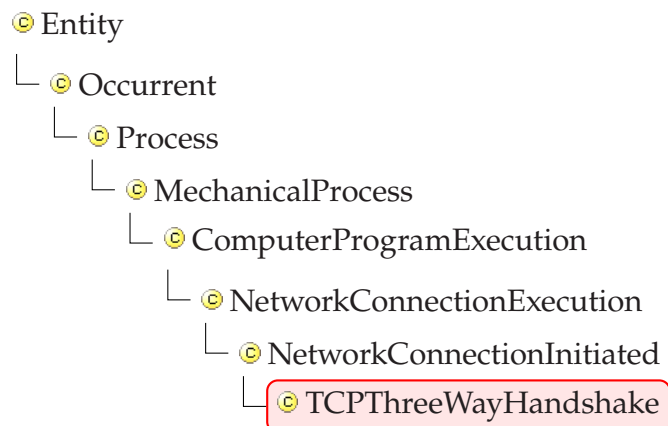 Entity
Occurrent
Process
MechanicalProcess
ComputerProgramExecution
NetworkConnectionExecution
NetworkConnectionInitiated
TCPThreeWayHandshake